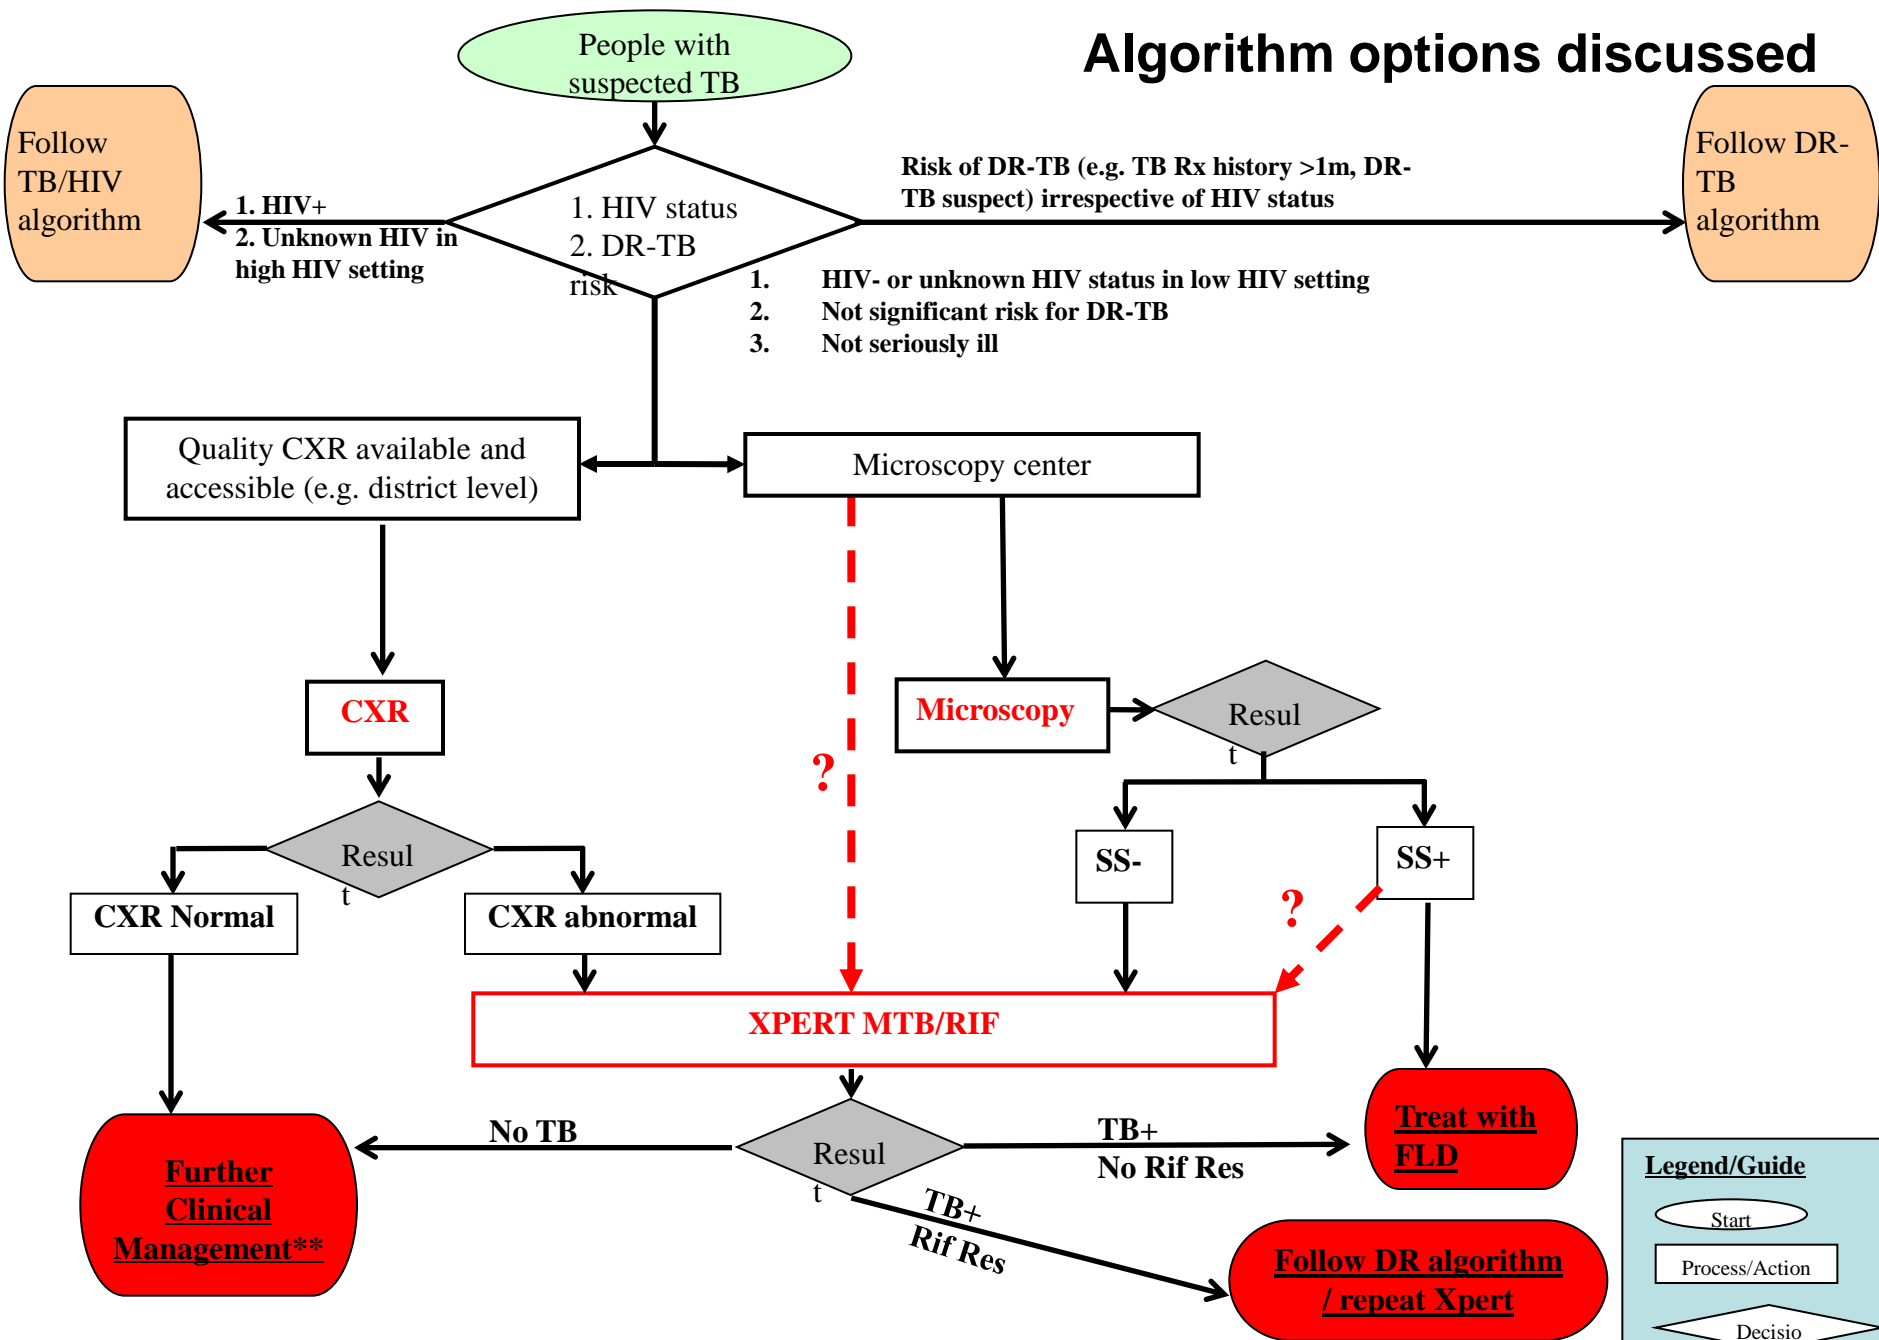 Algorithm options discussed
People with
suspected TB
Follow
TB/HIV
algorithm
1. HIV+
2. Unknown HIV in
high HIV setting
1. HIV status
2. DR-TB
risk
Risk of DR-TB (e.g. TB Rx history >1m, DR-
TB suspect) irrespective of HIV status
Follow DR-
TB
algorithm
1. HIV- or unknown HIV status in low HIV setting
2. Not significant risk for DR-TB
3. Not seriously ill
Quality CXR available and
accessible (e.g. district level)
Microscopy center
CXR
Microscopy
Resul
t
?
Resul
t
SS-
SS+
CXR Normal
CXR abnormal
?
XPERT MTB/RIF
No TB
Resul
t
TB+
No Rif Res
TB+
Rif Res
Treat with
FLD
Further
Clinical
Management**
Follow DR algorithm
/ repeat Xpert
Legend/Guide
Start
Process/Action
Decisio